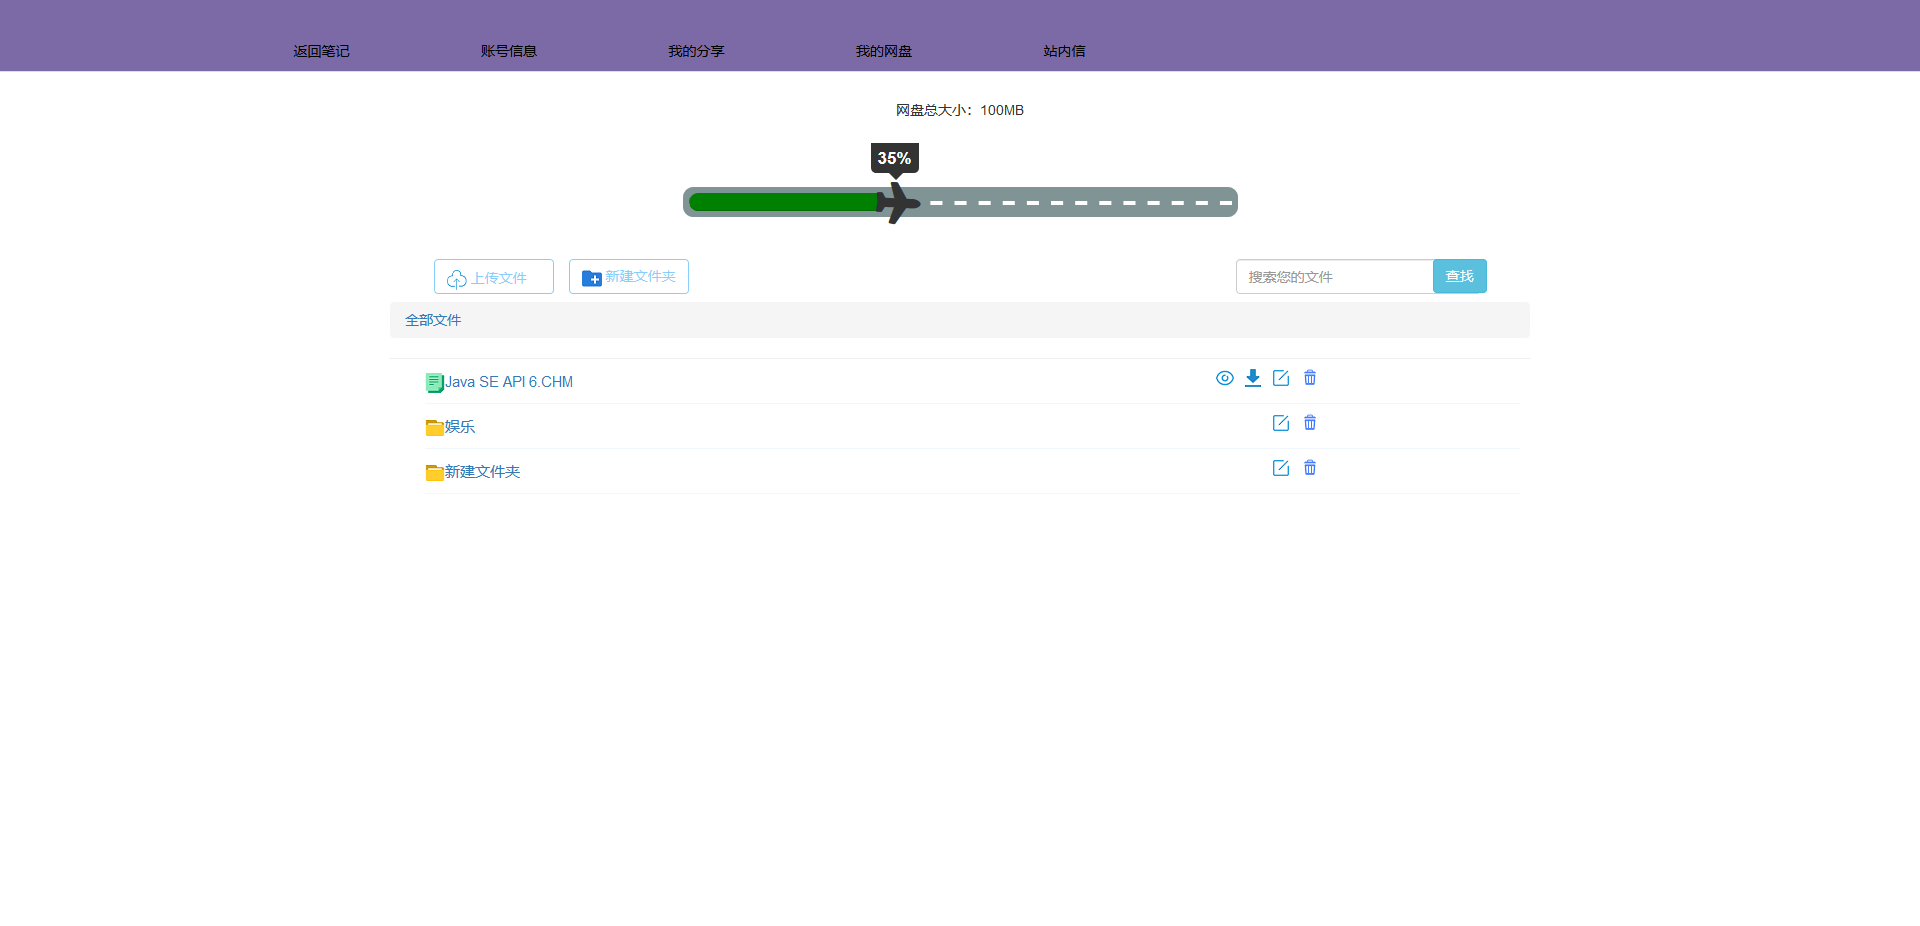 返回笔记 账号信息 我的分享 我的网盘 站内信
网盘总大小：100MB
35%
上传文件 新建文件夹 搜索您的文件 查找
全部文件
Java SE API 6.CHM
娱乐
新建文件夹